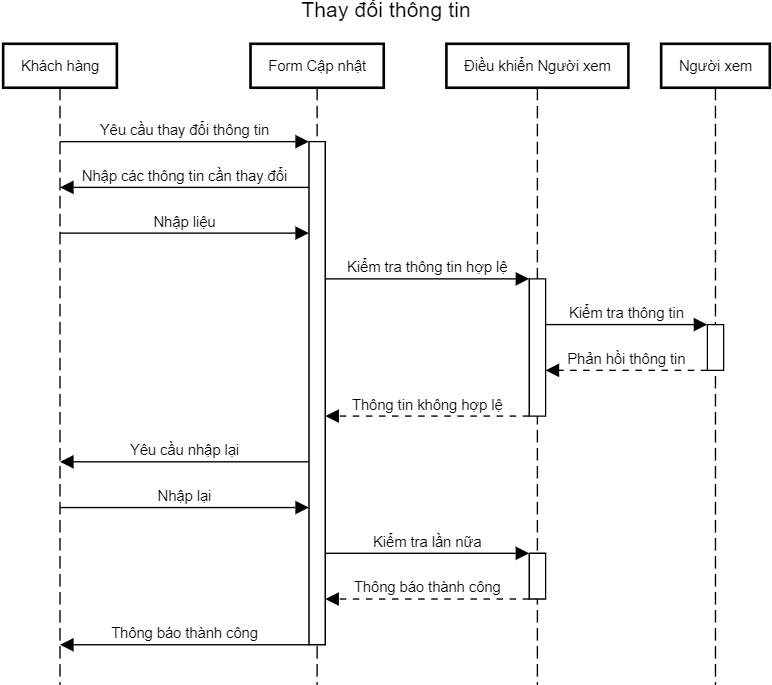 Thay đổi thông tin
Khách hàng
Form Cập nhật
Điều khiển Người xem
Người xem
Yêu cầu thay đổi thông tin
Nhập các thông tin cần thay đổi
Nhập liệu
Kiểm tra thông tin hợp lệ
Kiểm tra thông tin
Phản hồi thông tin
Thông tin không hợp lệ
Yêu cầu nhập lại
Nhập lại
Kiểm tra lần nữa
Thông báo thành công
Thông báo thành công